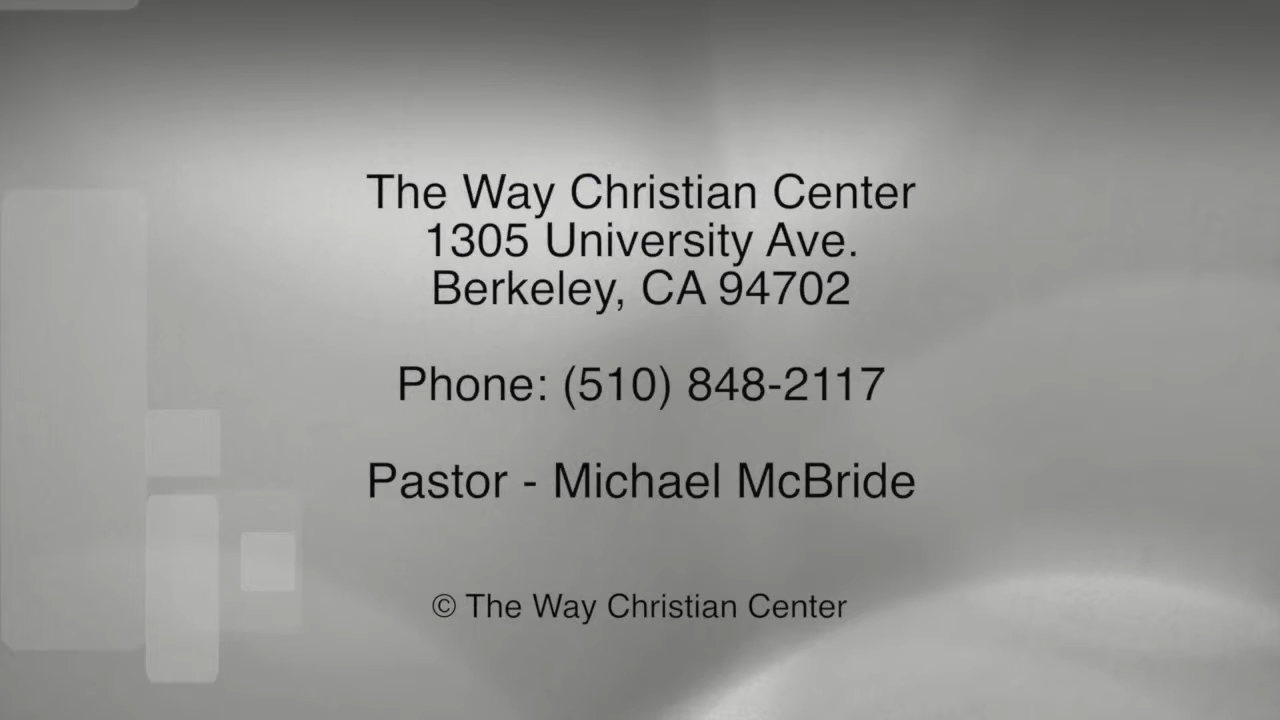 The Way Christian Center
1305 University Ave.
Berkeley, CA 94702
Phone: (510) 848-2117
Pastor - Michael McBride
© The Way Christian Center